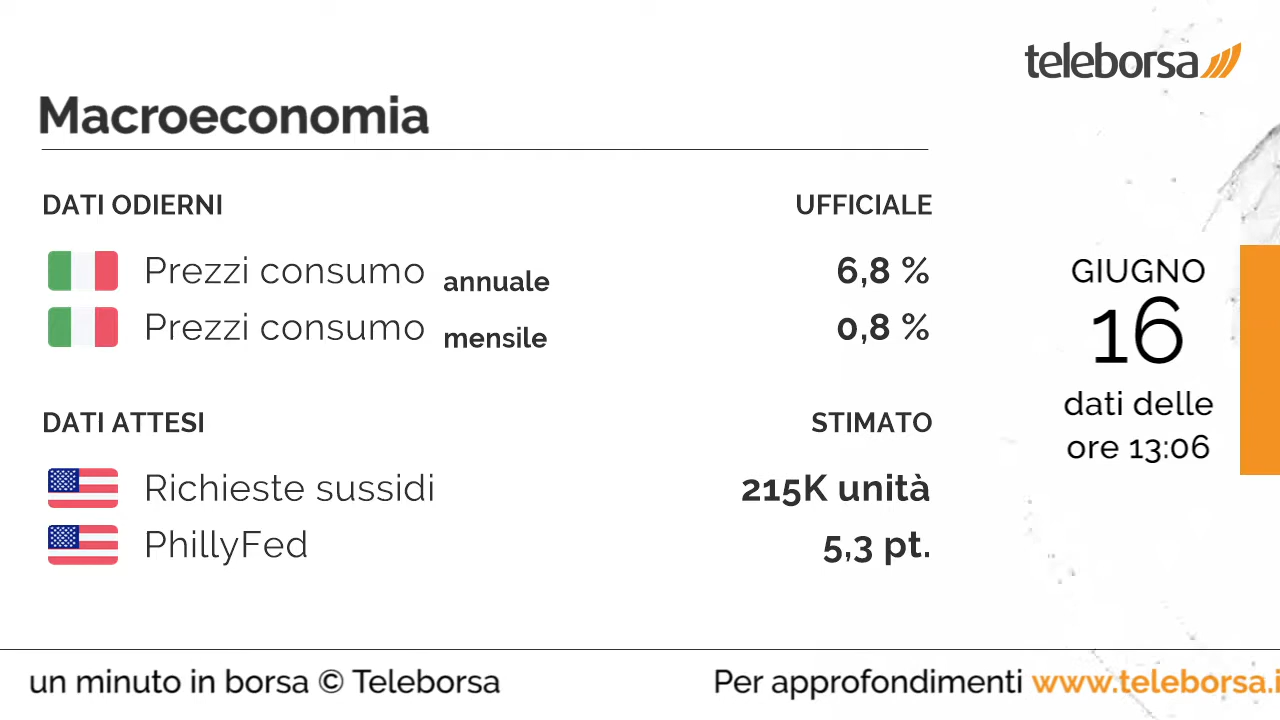 teleborsa
Macroeconomia
DATI ODIERNI UFFICIALE
Prezzi consumo annuale 6,8 %
Prezzi consumo mensile 0,8 %
DATI ATTESI STIMATO
Richieste sussidi 215K unità
PhillyFed 5,3 pt.
GIUGNO
16
dati delle
ore 13:06
un minuto in borsa © Teleborsa Per approfondimenti www.teleborsa.i